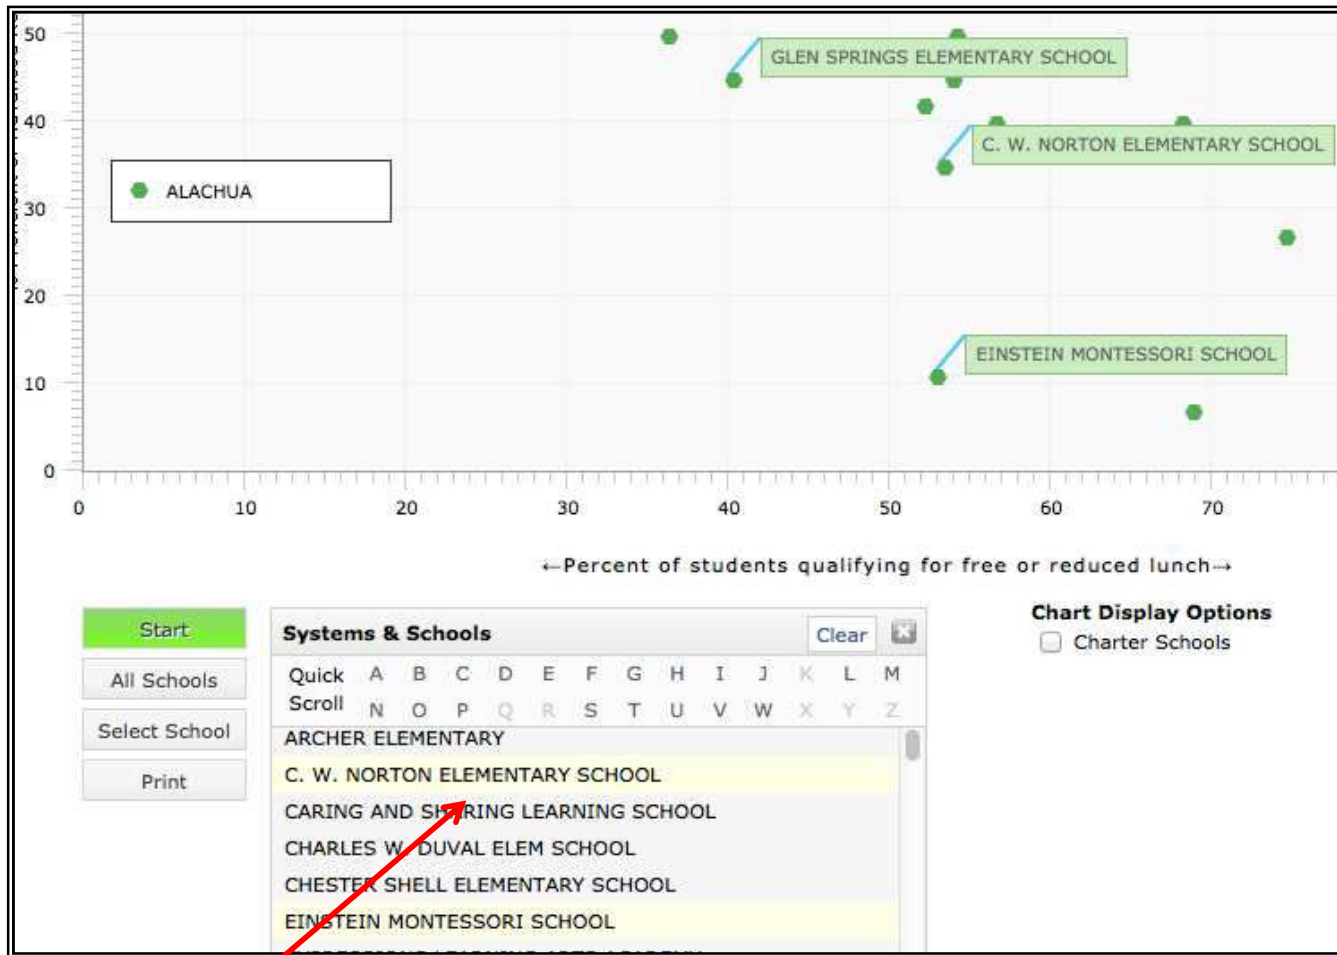 50
GLEN SPRINGS ELEMENTARY SCHOOL
40
C. W. NORTON ELEMENTARY SCHOOL
ALACHUA
30
20
EINSTEIN MONTESSORI SCHOOL
10
0
0 10 20 30 40 50 60 70
←Percent of students qualifying for free or reduced lunch→
Start
All Schools
Select School
Print
Systems & Schools Clear
Quick Scroll
A B C D E F G H I J K L M
N O P Q R S T U V W X Y Z
ARCHER ELEMENTARY
C. W. NORTON ELEMENTARY SCHOOL
CARING AND SHARING LEARNING SCHOOL
CHARLES W. DUVAL ELEM SCHOOL
CHESTER SHELL ELEMENTARY SCHOOL
EINSTEIN MONTESSORI SCHOOL
Chart Display Options
Charter Schools